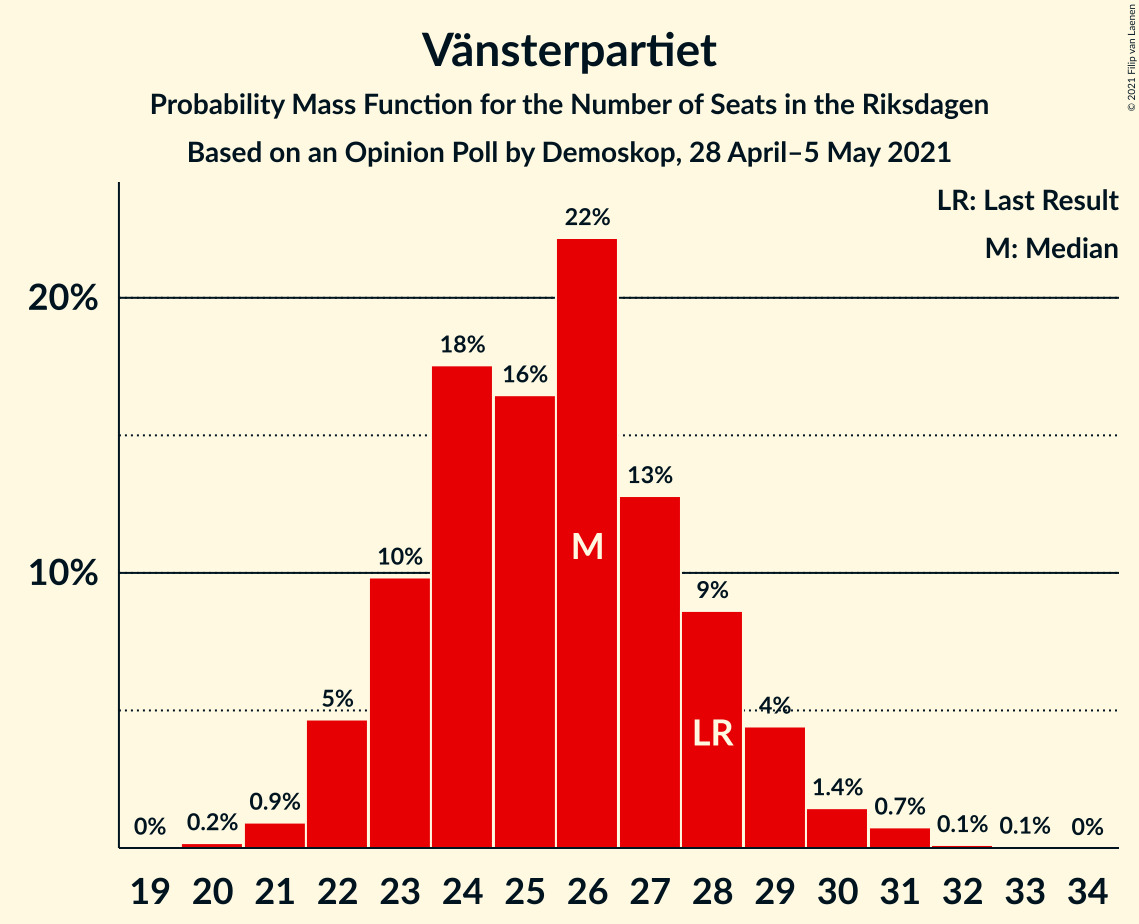 © 2021 Filip van Laenen
Vänsterpartiet
Probability Mass Function for the Number of Seats in the Riksdagen
Based on an Opinion Poll by Demoskop, 28 April–5 May 2021
LR: Last Result
M: Median
20%
10%
0%
0.2%
0.9%
5%
10%
18%
16%
22%
13%
9%
4%
1.4%
0.7%
0.1%
0.1%
0%
M
LR
19 20 21 22 23 24 25 26 27 28 29 30 31 32 33 34